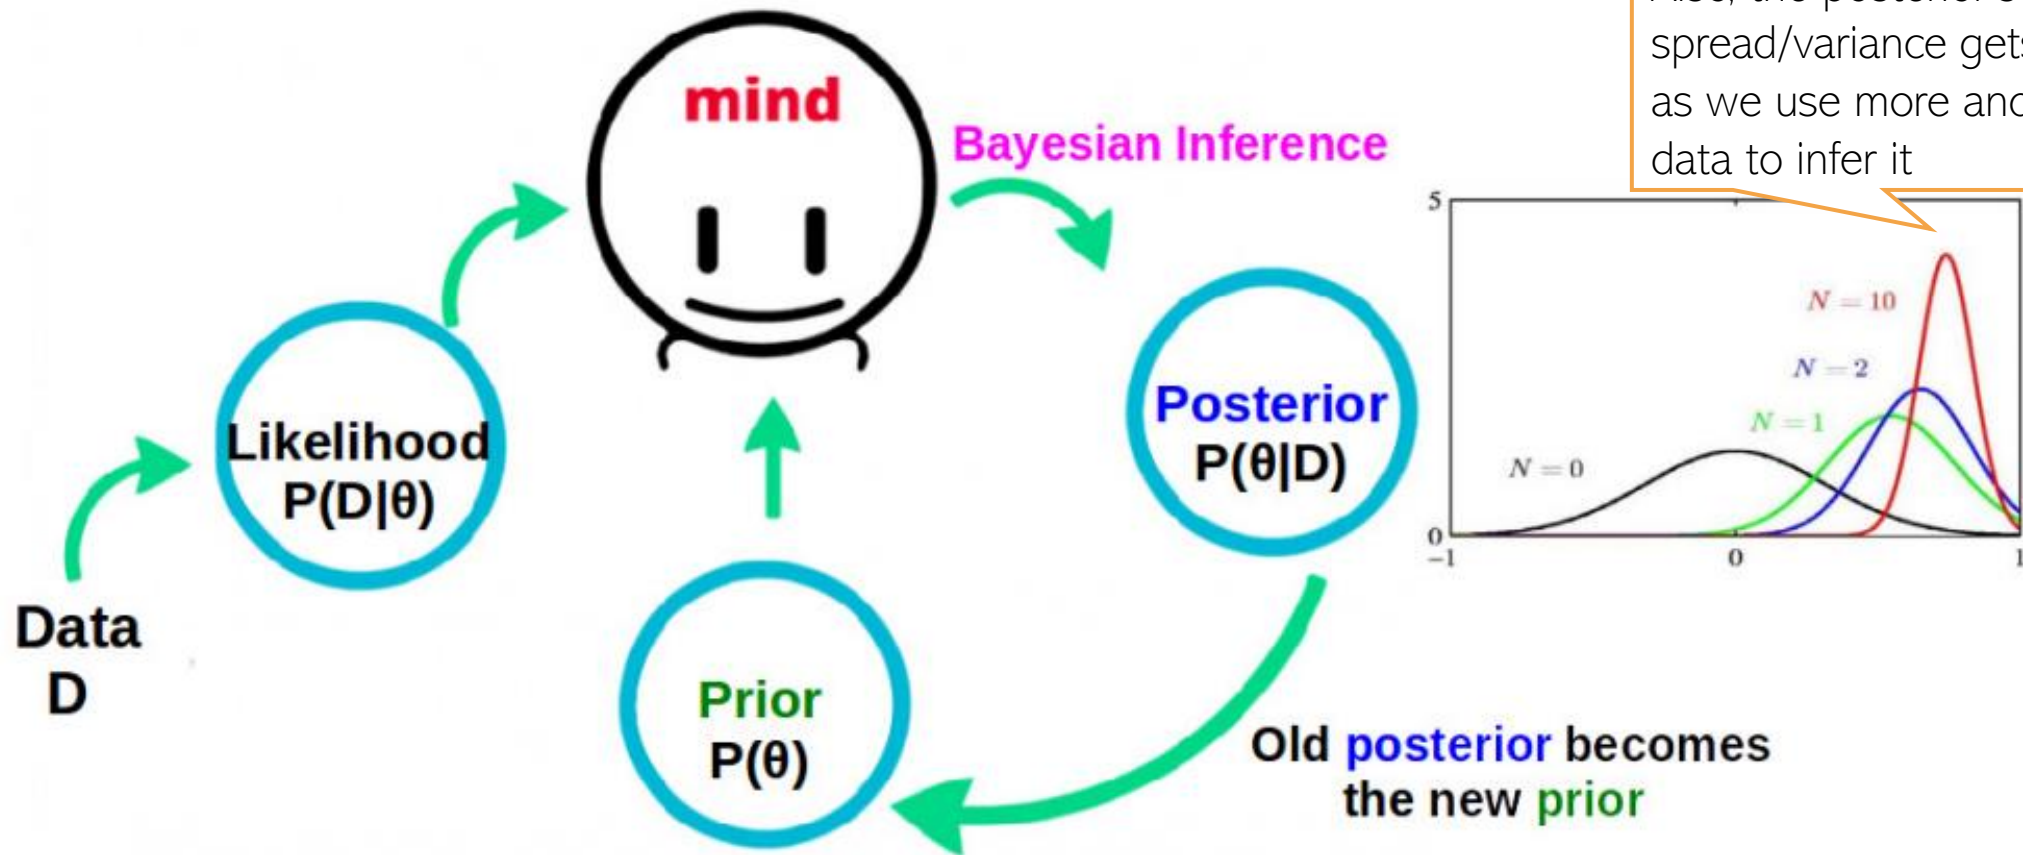 spread/variance gets
as we use more and
data to infer it
mind
Bayesian Inference
Likelihood
P(D|θ)
Posterior
P(θ|D)
Prior
P(θ)
Data
D
Old posterior becomes
the new prior
5
N = 10
N = 2
N = 1
N = 0
0
−1
0
1